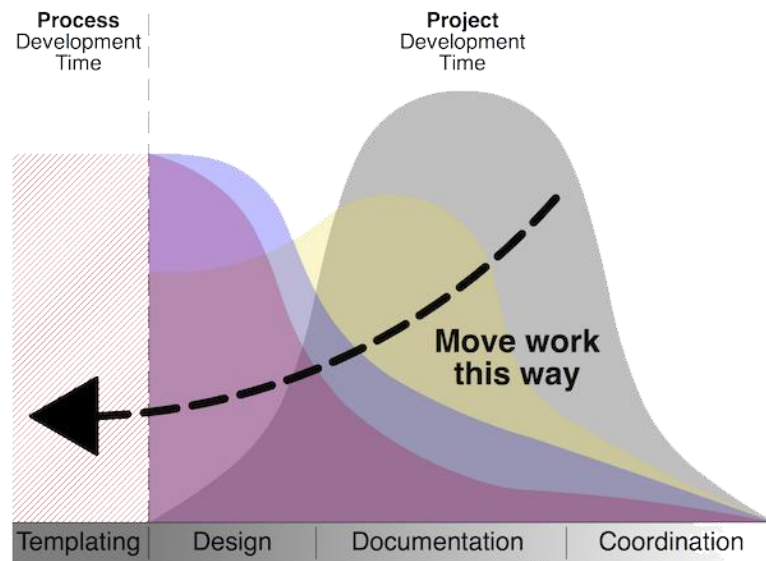 Process
Development
Time
Project
Development
Time
Move work
this way
Templating
Design
Documentation
Coordination